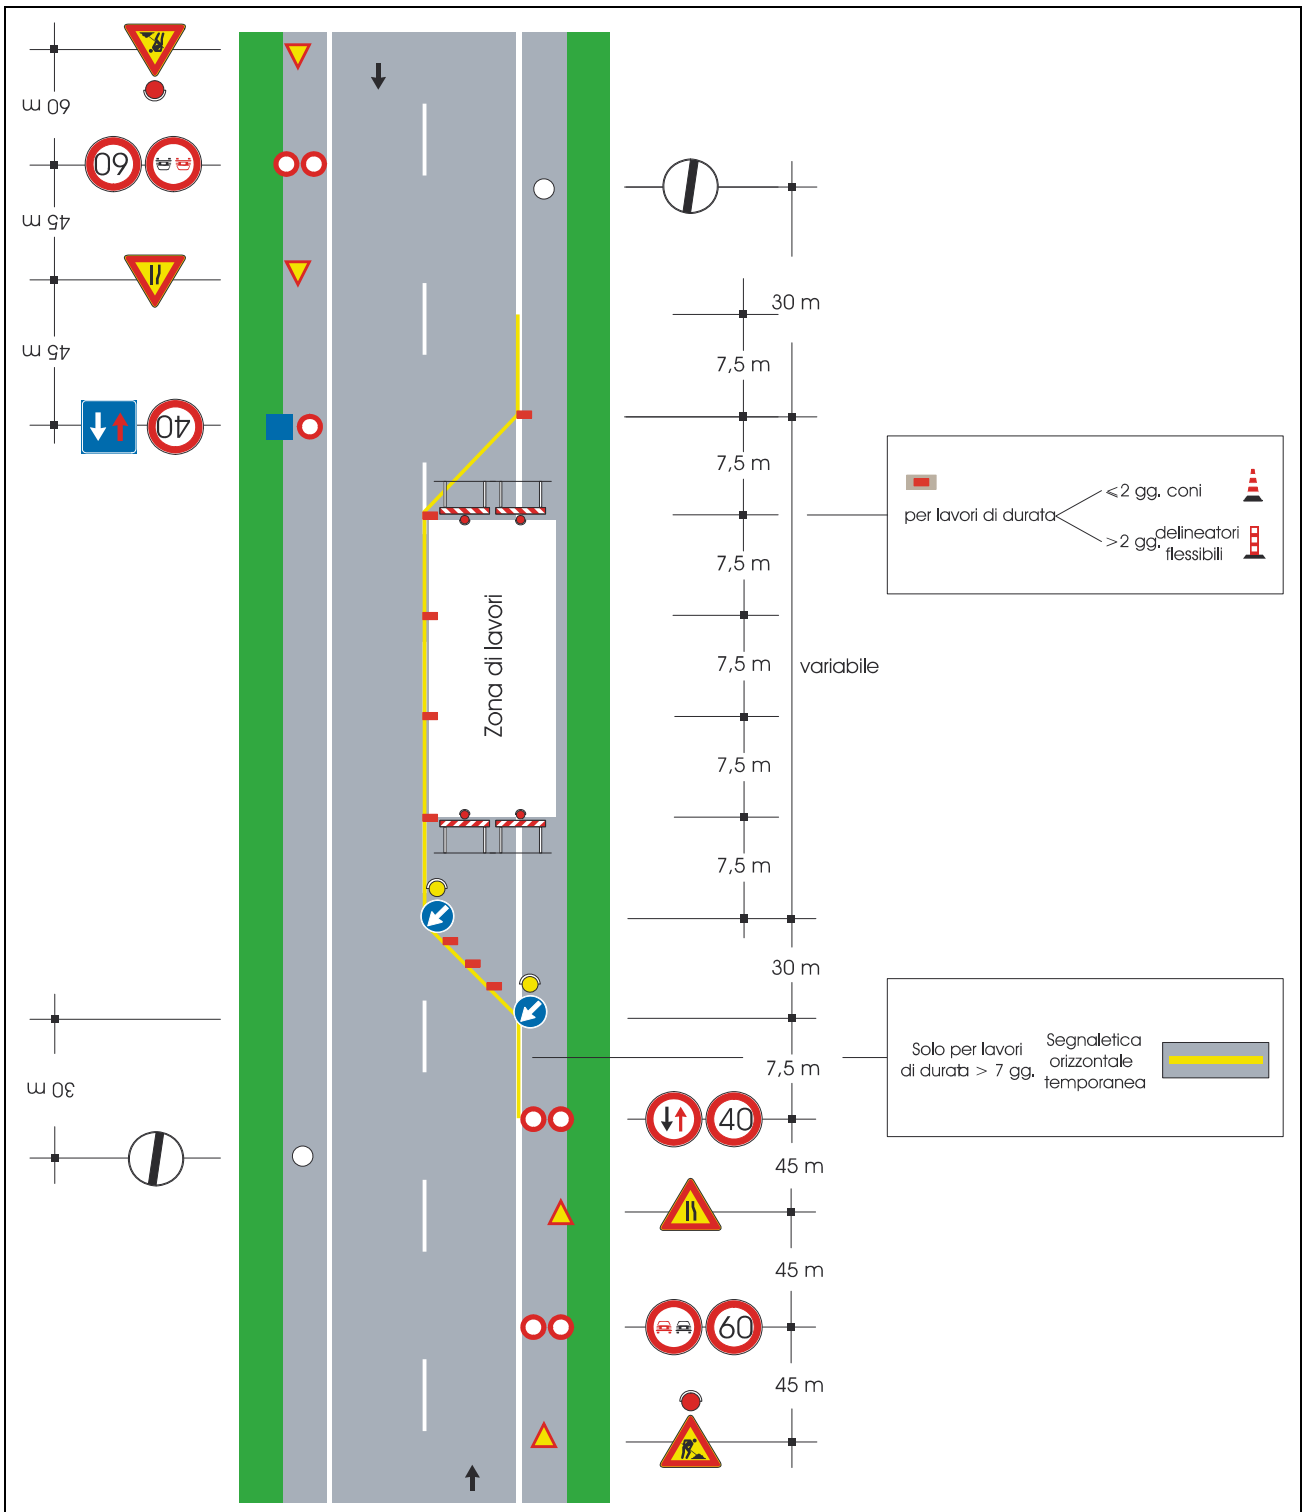 60 m
60
45 m
45 m
40
30 m
7,5 m
7,5 m
≤2 gg. coni
per lavori di durata
>2 gg. delineatori
flessibili
7,5 m
Zona di lavori
7,5 m
variabile
7,5 m
7,5 m
30 m
Solo per lavori
di durata > 7 gg.
Segnaletica
orizzontale
temporanea
7,5 m
30 m
40
45 m
45 m
60
45 m